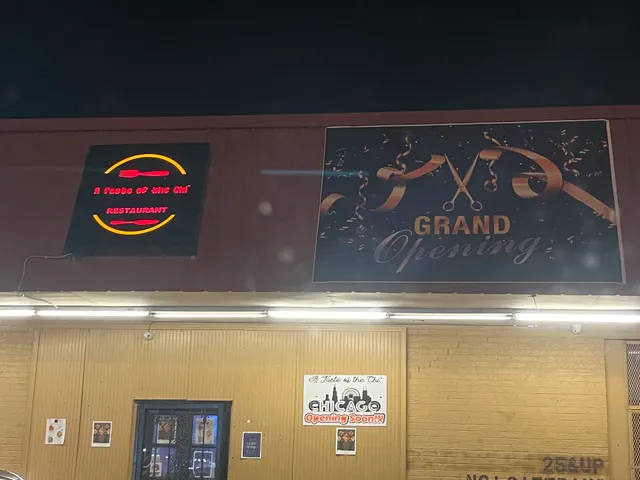 A Taste of the Chi
RESTAURANT
GRAND
Opening
A Taste of the Chi
CHICAGO
Opening Soon!!
25&UP